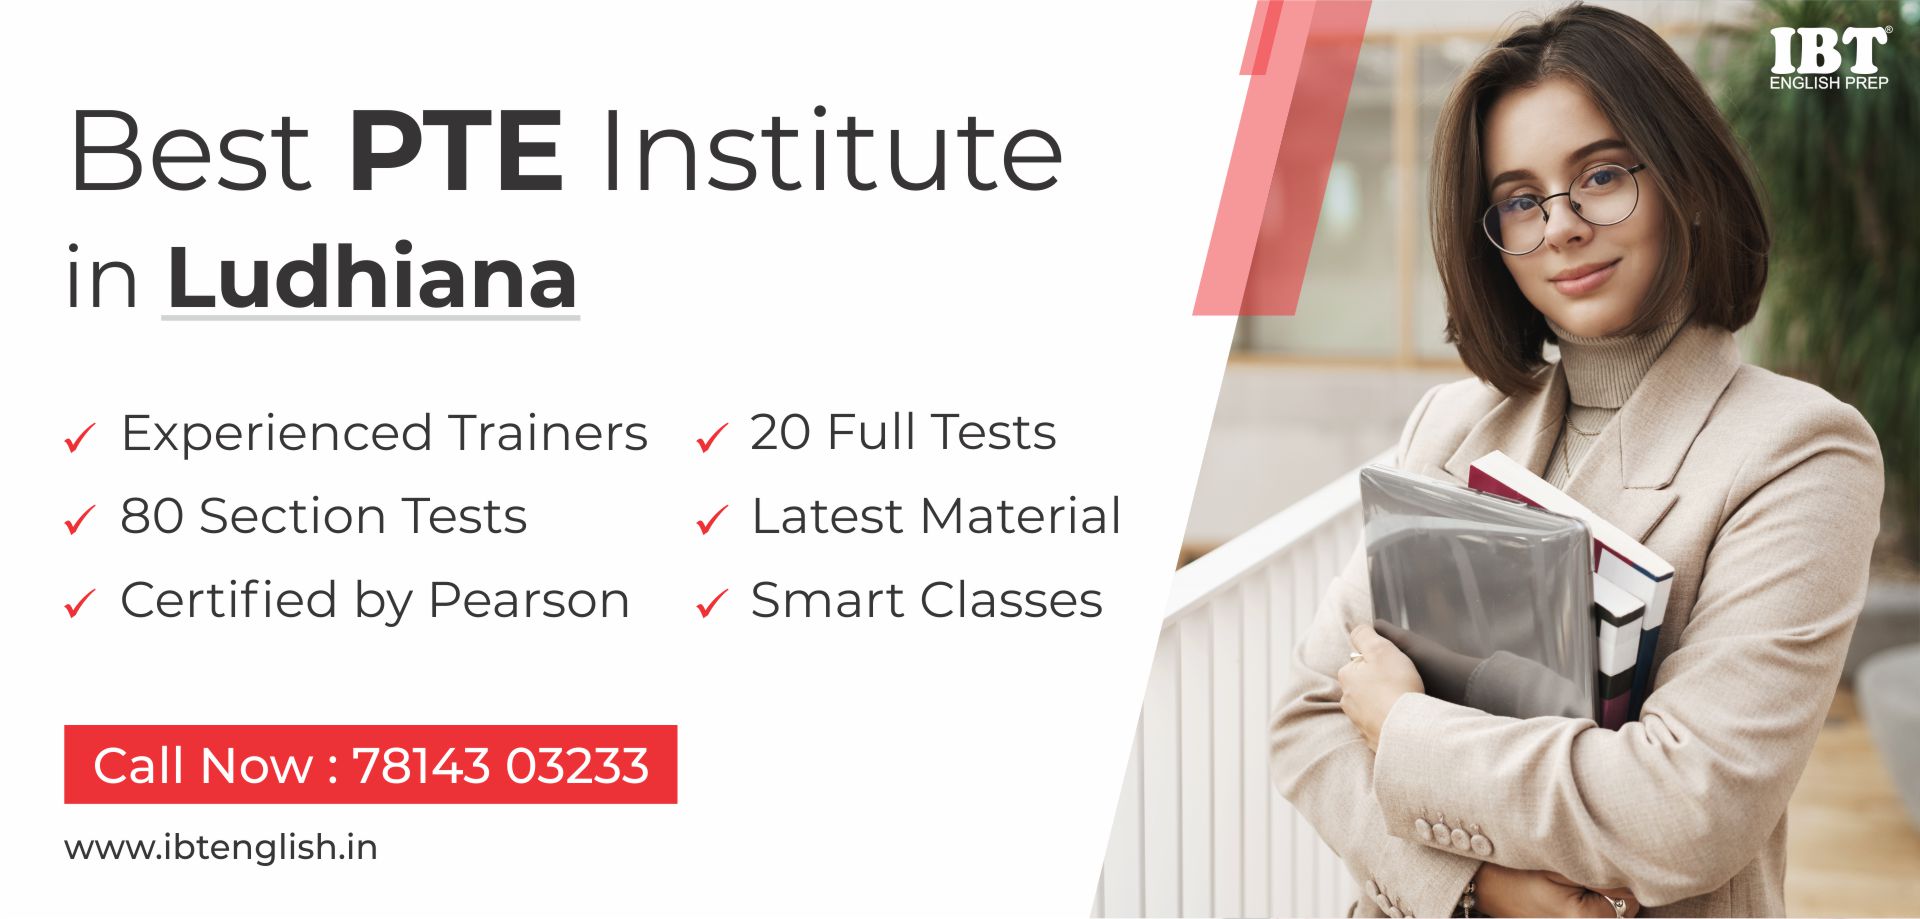 IBT®
ENGLISH PREP
Best PTE Institute
in Ludhiana
✓ Experienced Trainers
✓ 80 Section Tests
✓ Certified by Pearson
✓ 20 Full Tests
✓ Latest Material
✓ Smart Classes
Call Now : 78143 03233
www.ibtenglish.in